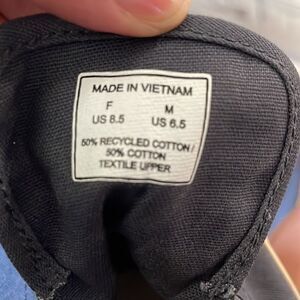 MADE IN VIETNAM
F M
US 8.5 US 6.5
50% RECYCLED COTTON/
50% COTTON
TEXTILE UPPER